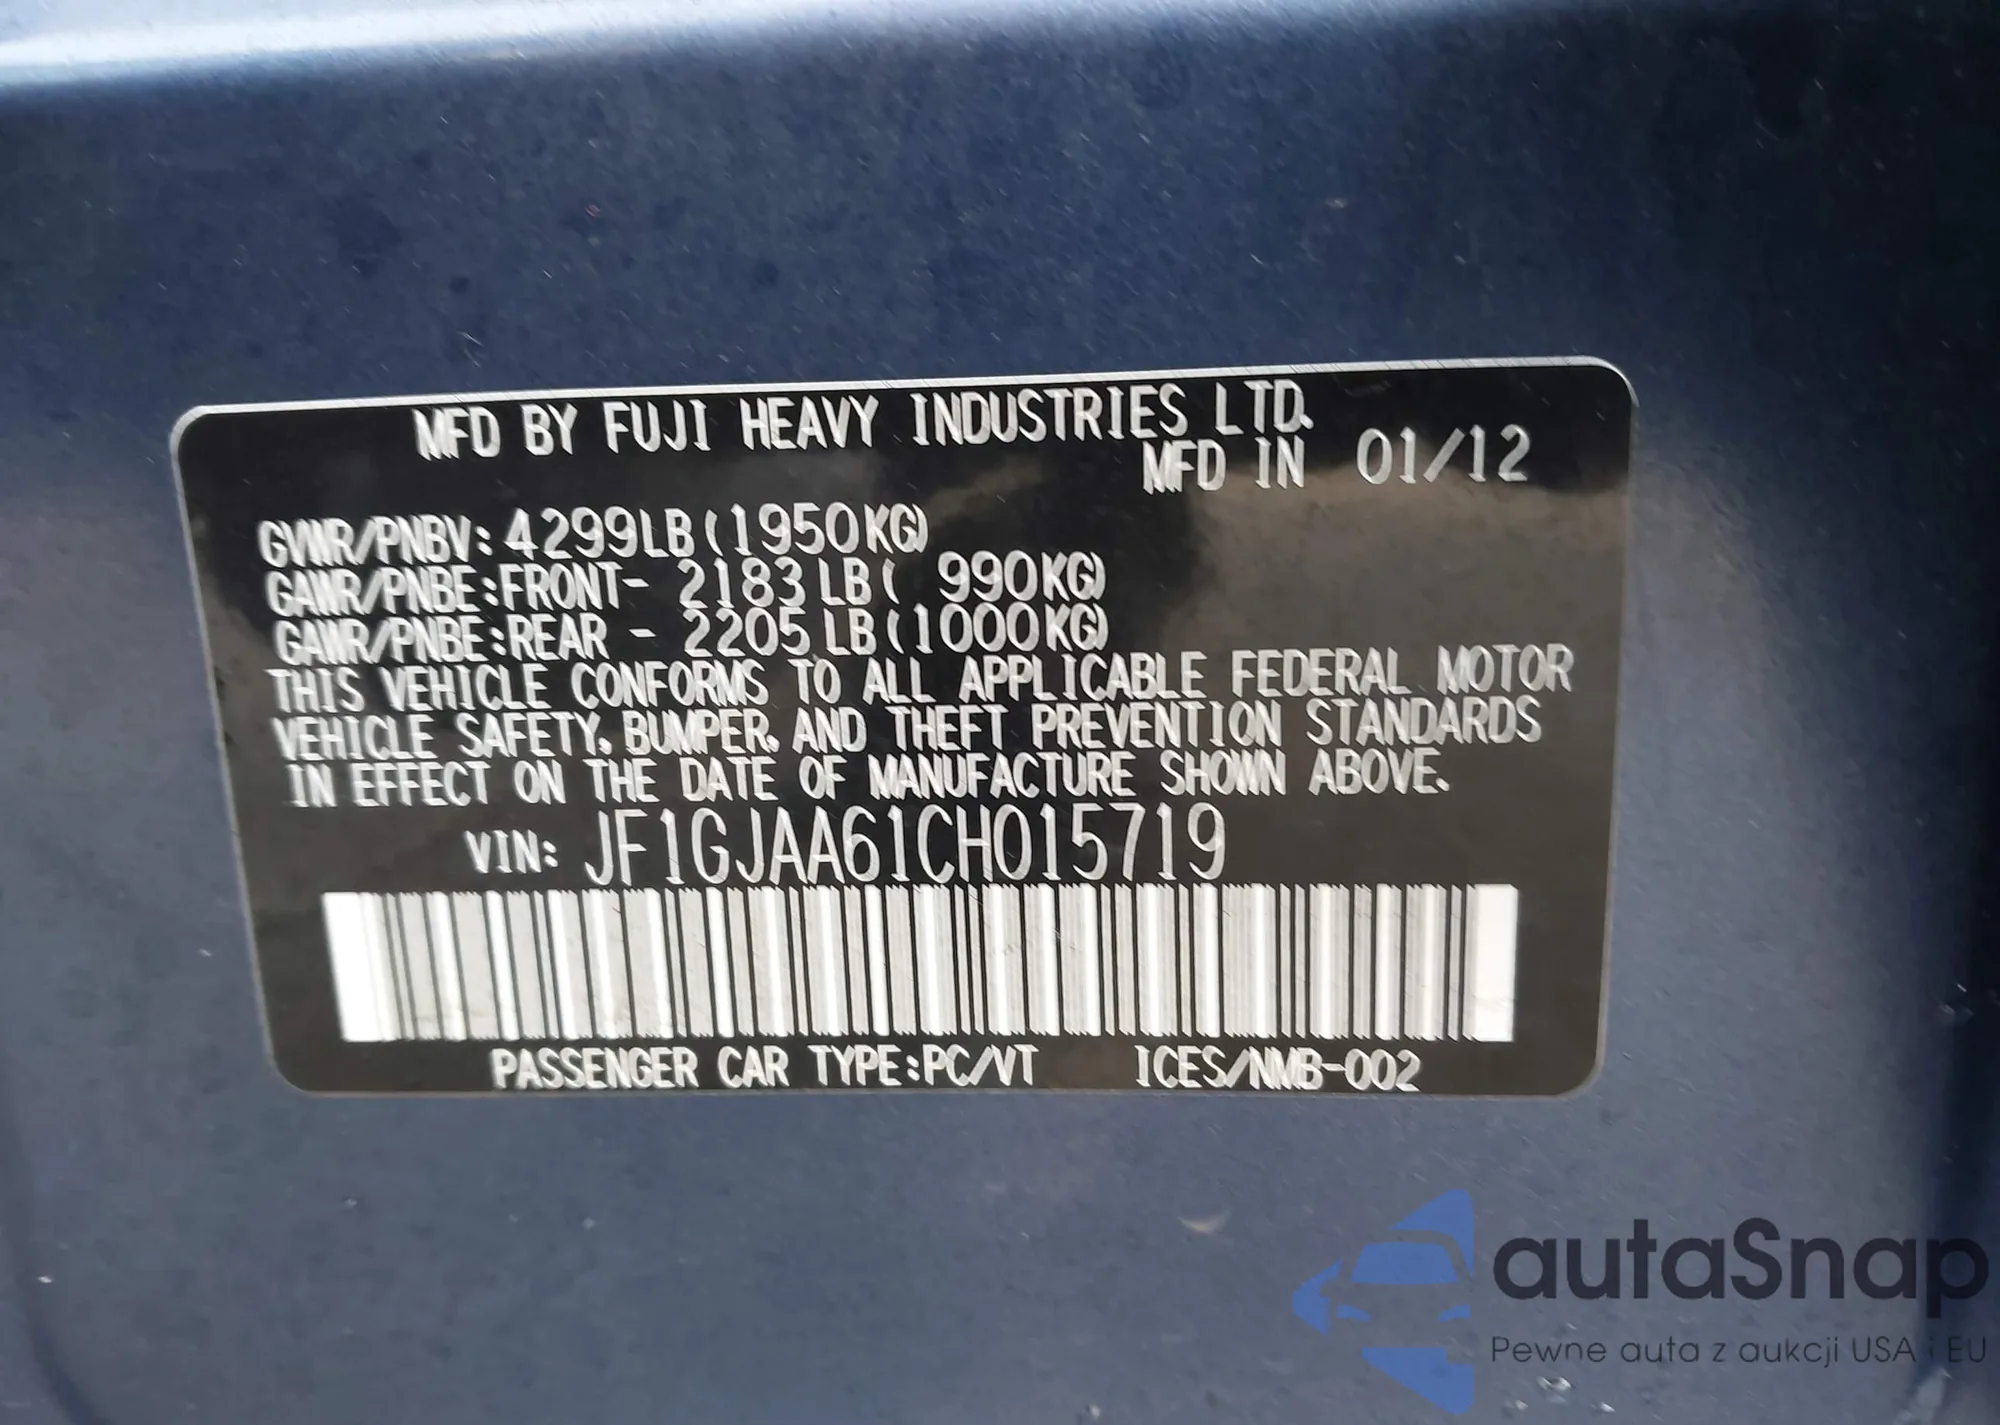 MFD BY FUJI HEAVY INDUSTRIES LTD.
MFD IN 01/12
GVWR/PNBV: 4299LB(1950KG)
GAWR/PNBE:FRONT- 2183LB( 990KG)
GAWR/PNBE:REAR - 2205LB(1000KG)
THIS VEHICLE CONFORMS TO ALL APPLICABLE FEDERAL MOTOR
VEHICLE SAFETY, BUMPER, AND THEFT PREVENTION STANDARDS
IN EFFECT ON THE DATE OF MANUFACTURE SHOWN ABOVE.
VIN: JF1GJAA61CH015719
PASSENGER CAR TYPE:PC/VT ICES/NMB-002
autaSnap
Pewne auta z aukcji USA i EU